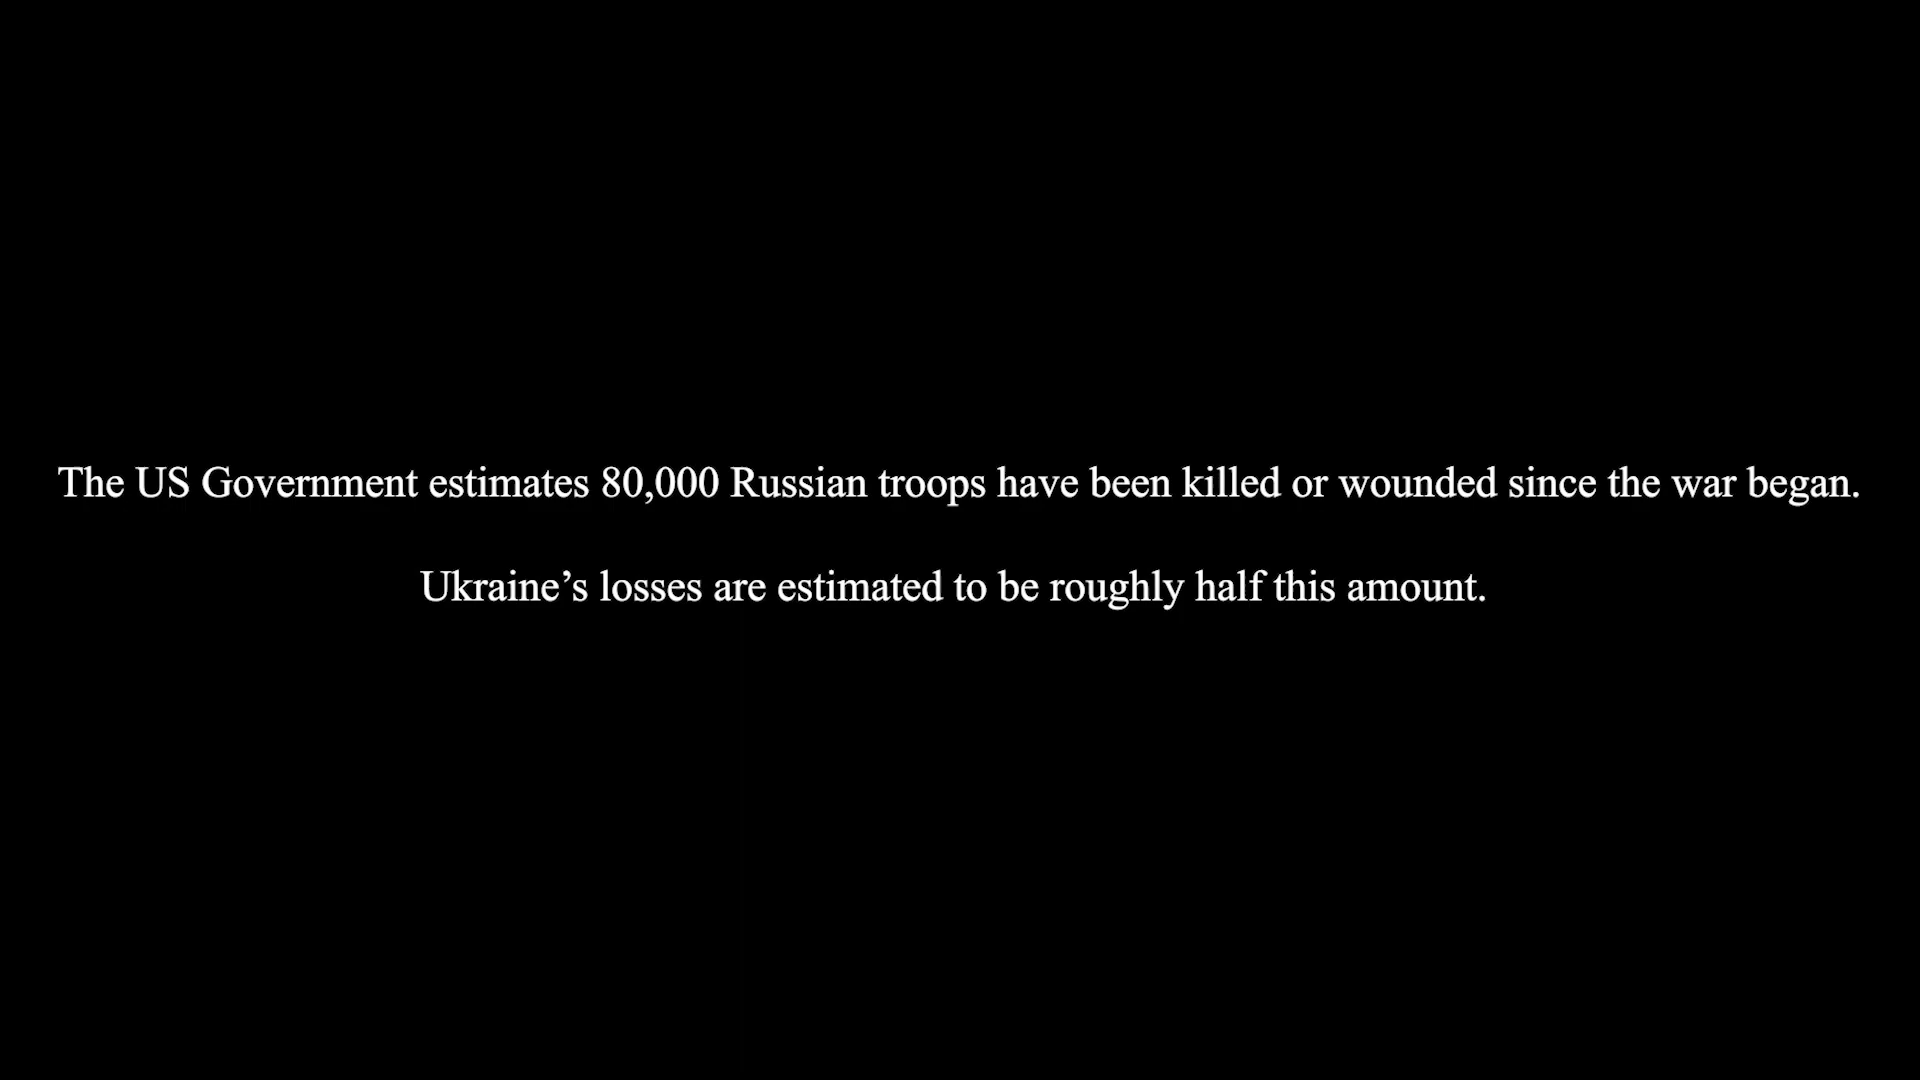 The US Government estimates 80,000 Russian troops have been killed or wounded since the war began.
Ukraine’s losses are estimated to be roughly half this amount.